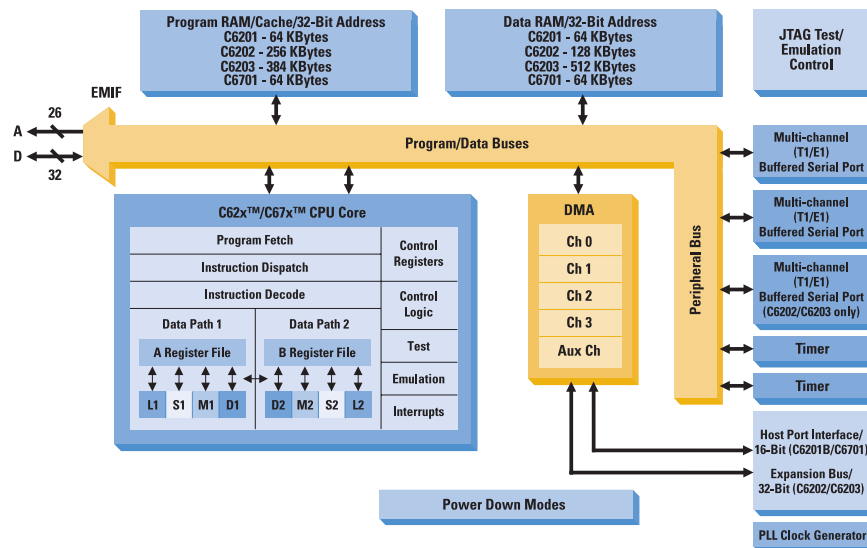 Program RAM/Cache/32-Bit Address
C6201 - 64 KBytes
C6202 - 256 KBytes
C6203 - 384 KBytes
C6701 - 64 KBytes
Data RAM/32-Bit Address
C6201 - 64 KBytes
C6202 - 128 KBytes
C6203 - 512 KBytes
C6701 - 64 KBytes
JTAG Test/
Emulation
Control
EMIF
26
A
D
32
Program/Data Buses
Peripheral Bus
Multi-channel
(T1/E1)
Buffered Serial Port
Multi-channel
(T1/E1)
Buffered Serial Port
Multi-channel
(T1/E1)
Buffered Serial Port
(C6202/C6203 only)
Timer
Timer
C62x™/C67x™ CPU Core
Program Fetch
Instruction Dispatch
Instruction Decode
Data Path 1
A Register File
L1 S1 M1 D1
Data Path 2
B Register File
D2 M2 S2 L2
Control
Registers
Control
Logic
Test
Emulation
Interrupts
DMA
Ch 0
Ch 1
Ch 2
Ch 3
Aux Ch
Host Port Interface/
16-Bit (C6201B/C6701)
Expansion Bus/
32-Bit (C6202/C6203)
Power Down Modes
PLL Clock Generator